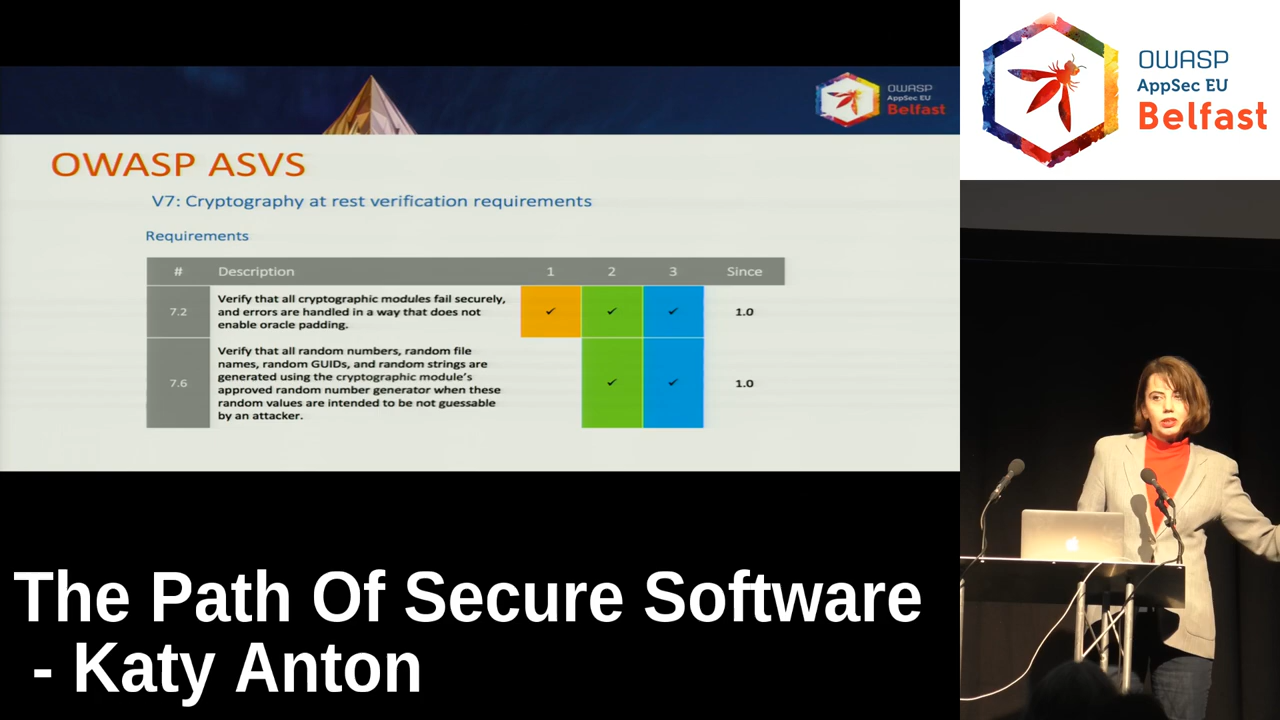 OWASP
AppSec EU
Belfast
OWASP ASVS
V7: Cryptography at rest verification requirements
Requirements
# Description 1 2 3 Since
7.2 Verify that all cryptographic modules fail securely, and errors are handled in a way that does not enable oracle padding. ✓ ✓ ✓ 1.0
7.6 Verify that all random numbers, random file names, random GUIDs, and random strings are generated using the cryptographic module's approved random number generator when these random values are intended to be not guessable by an attacker. ✓ ✓ 1.0
The Path Of Secure Software
- Katy Anton
OWASP
AppSec EU
Belfast